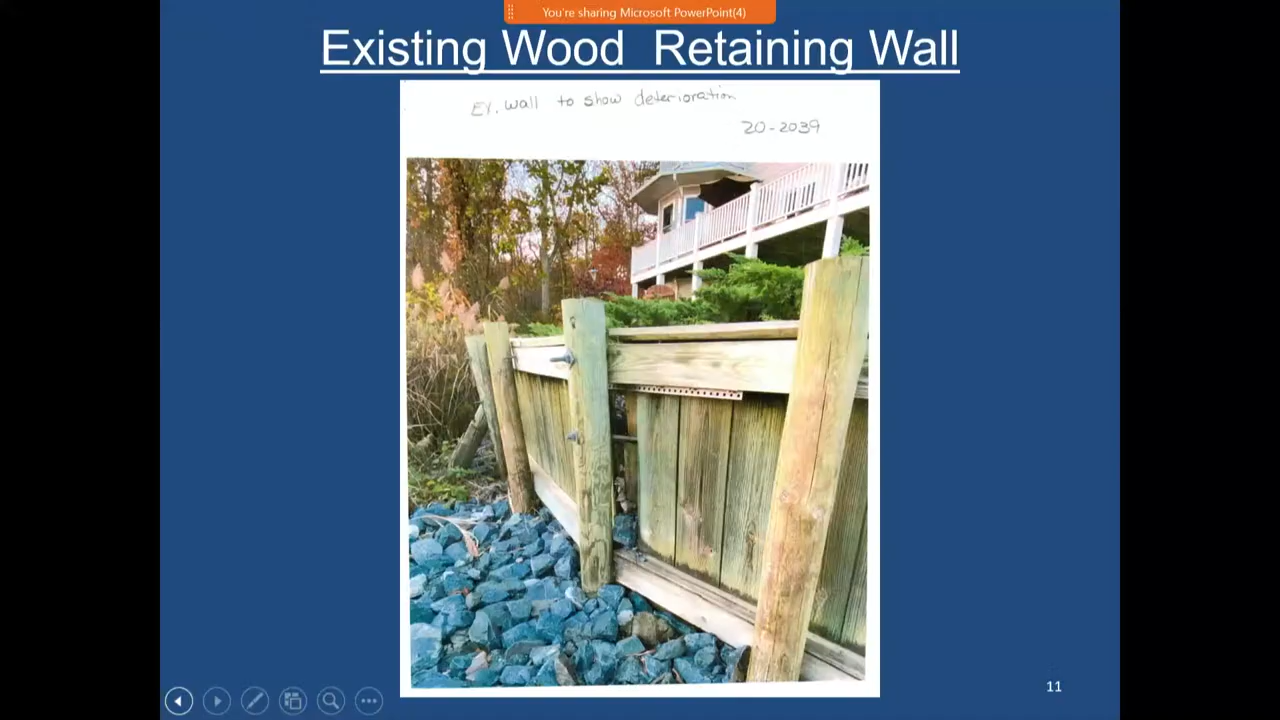 You're sharing Microsoft PowerPoint(4)
Existing Wood Retaining Wall
Ex. wall to show deterioration
20-2039
11